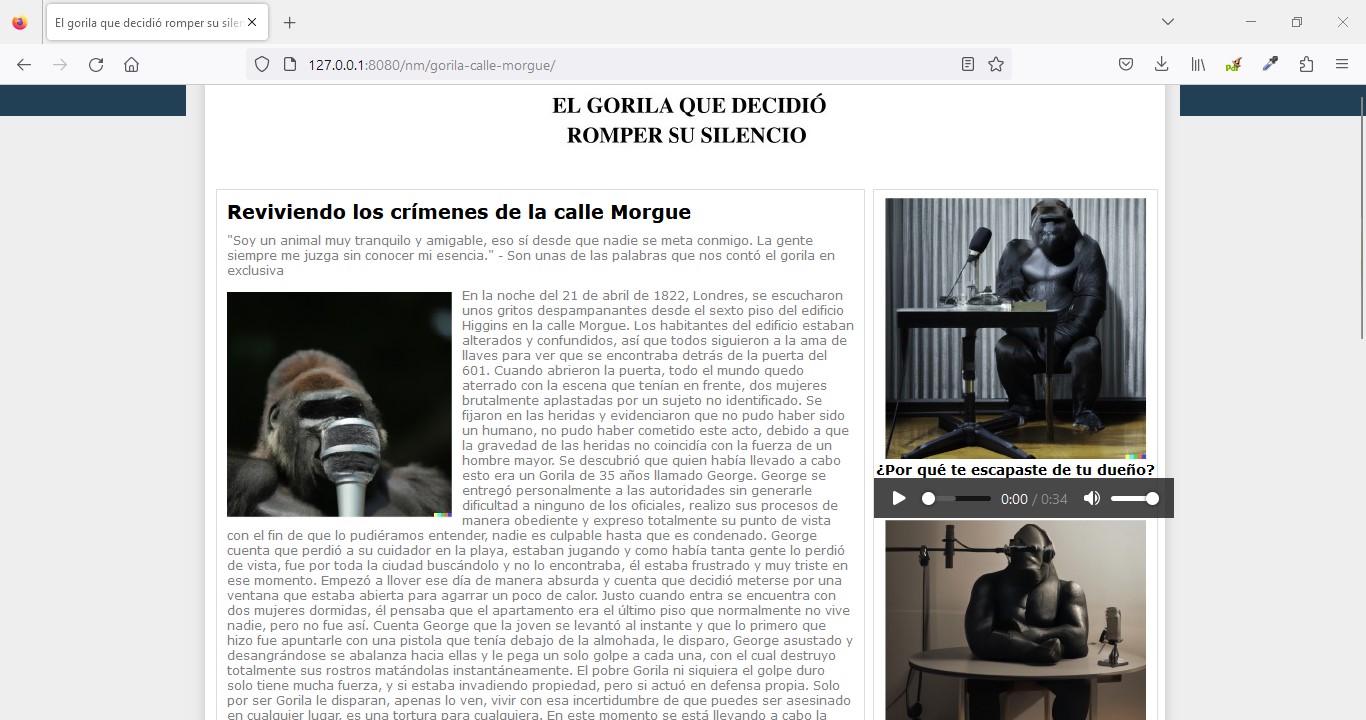 El gorila que decidió romper su silen
127.0.0.1:8080/nm/gorila-calle-morgue/
EL GORILA QUE DECIDIÓ
ROMPER SU SILENCIO
Reviviendo los crímenes de la calle Morgue
"Soy un animal muy tranquilo y amigable, eso sí desde que nadie se meta conmigo. La gente
siempre me juzga sin conocer mi esencia." - Son unas de las palabras que nos contó el gorila en
exclusiva
En la noche del 21 de abril de 1822, Londres, se escucharon
unos gritos despampanantes desde el sexto piso del edificio
Higgins en la calle Morgue. Los habitantes del edificio estaban
alterados y confundidos, así que todos siguieron a la ama de
llaves para ver que se encontraba detrás de la puerta del
601. Cuando abrieron la puerta, todo el mundo quedo
aterrado con la escena que tenían en frente, dos mujeres
brutalmente aplastadas por un sujeto no identificado. Se
fijaron en las heridas y evidenciaron que no pudo haber sido
un humano, no pudo haber cometido este acto, debido a que
la gravedad de las heridas no coincidía con la fuerza de un
hombre mayor. Se descubrió que quien había llevado a cabo
esto era un Gorila de 35 años llamado George. George se
entregó personalmente a las autoridades sin generarle
dificultad a ninguno de los oficiales, realizo sus procesos de
manera obediente y expreso totalmente su punto de vista
con el fin de que lo pudiéramos entender, nadie es culpable hasta que es condenado. George
cuenta que perdió a su cuidador en la playa, estaban jugando y como había tanta gente lo perdió
de vista, fue por toda la ciudad buscándolo y no lo encontraba, él estaba frustrado y muy triste en
ese momento. Empezó a llover ese día de manera absurda y cuenta que decidió meterse por una
ventana que estaba abierta para agarrar un poco de calor. Justo cuando entra se encuentra con
dos mujeres dormidas, él pensaba que el apartamento era el último piso que normalmente no vive
nadie, pero no fue así. Cuenta George que la joven se levantó al instante y que lo primero que
hizo fue apuntarle con una pistola que tenía debajo de la almohada, le disparo, George asustado y
desangrándose se abalanza hacia ellas y le pega un solo golpe a cada una, con el cual destruyo
totalmente sus rostros matándolas instantáneamente. El pobre Gorila ni siquiera el golpe duro
solo tiene mucha fuerza, y si estaba invadiendo propiedad, pero si actuó en defensa propia. Solo
por ser Gorila le disparan, apenas lo ven, vivir con esa incertidumbre de que puedes ser asesinado
en cualquier lugar, es una tortura para cualquiera. En este momento se está llevando a cabo la
¿Por qué te escapaste de tu dueño?
0:00 / 0:34